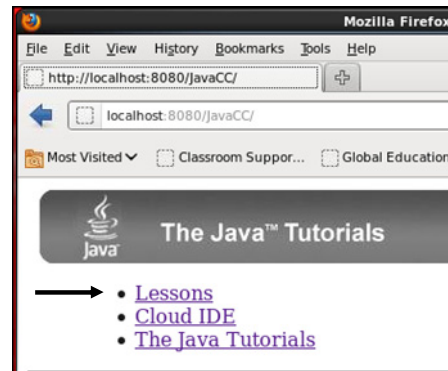 Mozilla Firefox
File Edit View History Bookmarks Tools Help
http://localhost:8080/JavaCC/
localhost:8080/JavaCC/
Most Visited Classroom Suppor... Global Education
Java The Java™ Tutorials
Lessons
Cloud IDE
The Java Tutorials